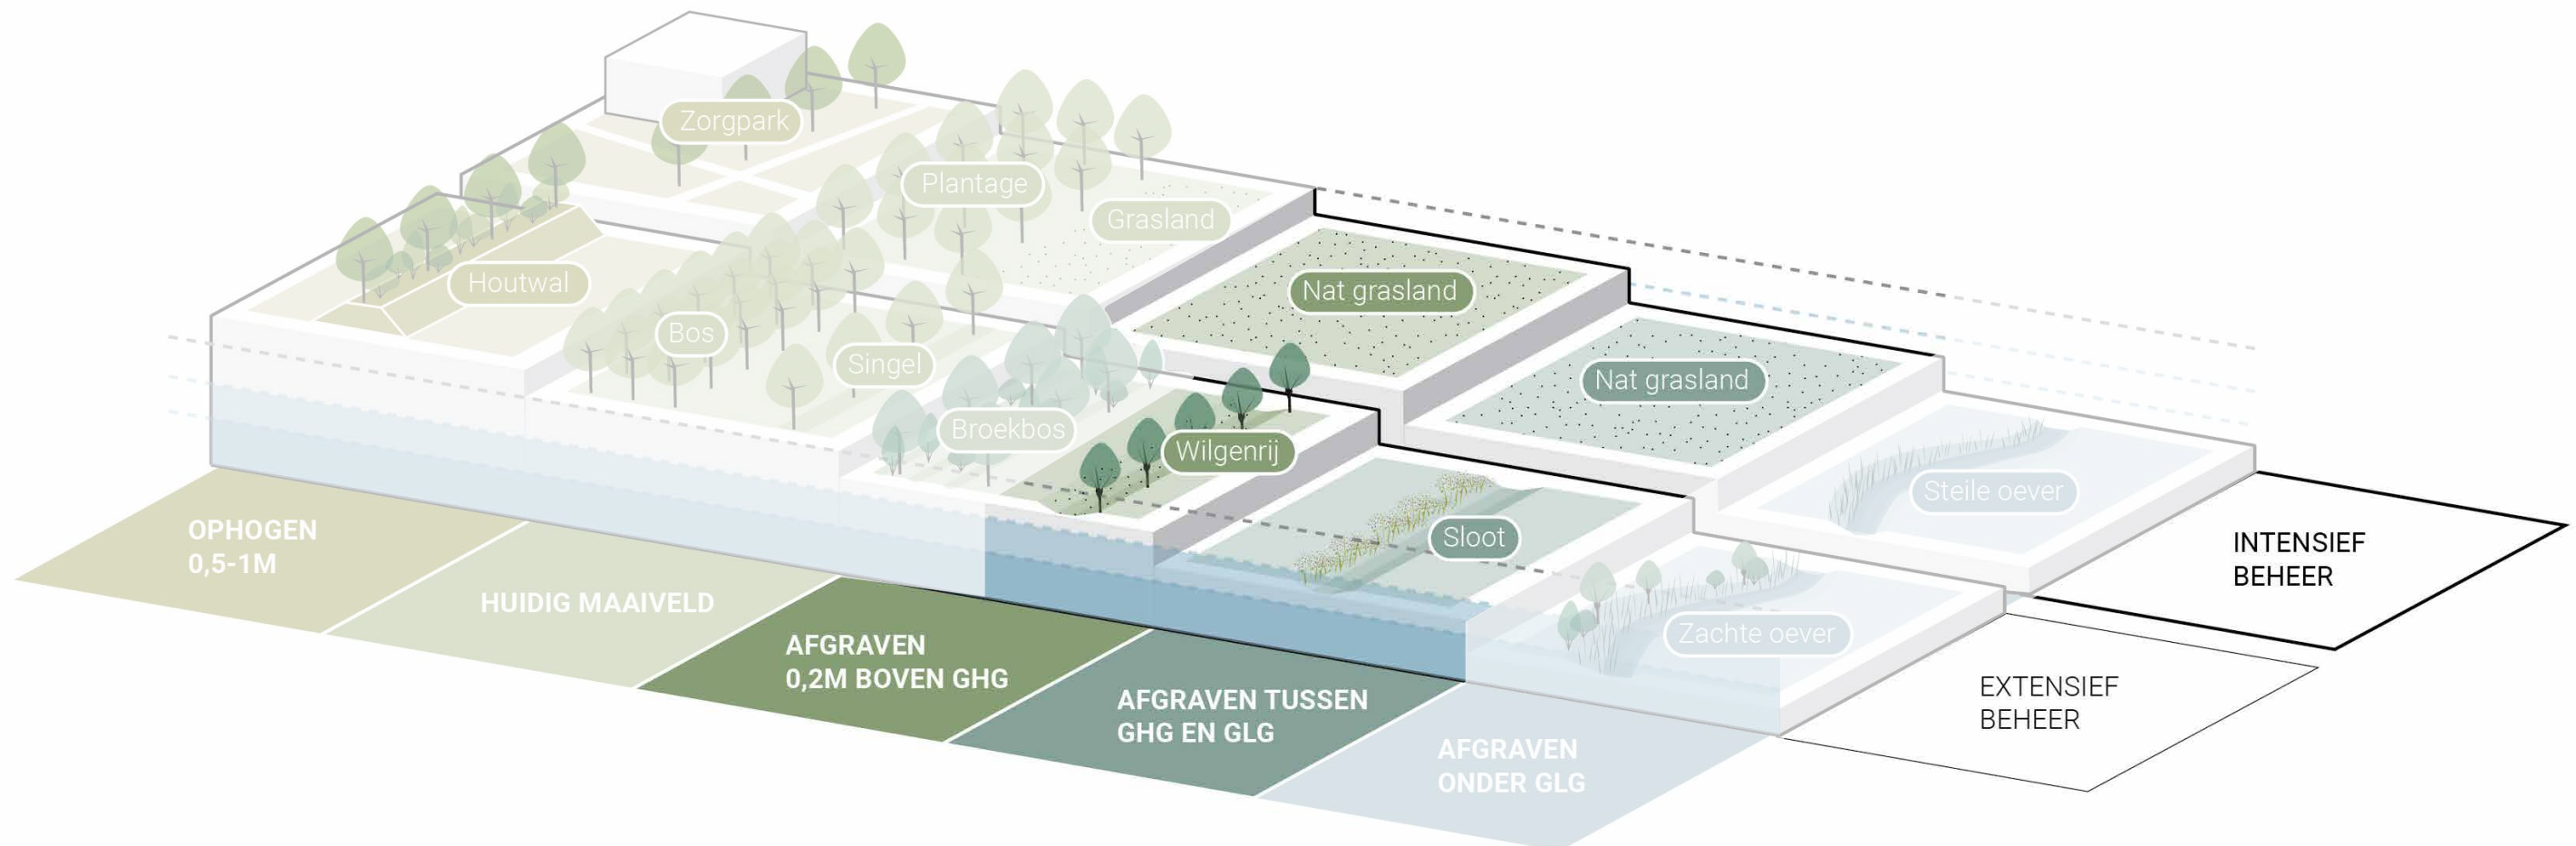 Zorgpark
Plantage
Grasland
Houtwal
Nat grasland
Bos
Singel
Nat grasland
Broekbos
Wilgenrij
Steile oever
Sloot
Zachte oever
OPHOGEN
0,5-1M
HUIDIG MAAIVELD
AFGRAVEN
0,2M BOVEN GHG
AFGRAVEN TUSSEN
GHG EN GLG
AFGRAVEN
ONDER GLG
INTENSIEF
BEHEER
EXTENSIEF
BEHEER